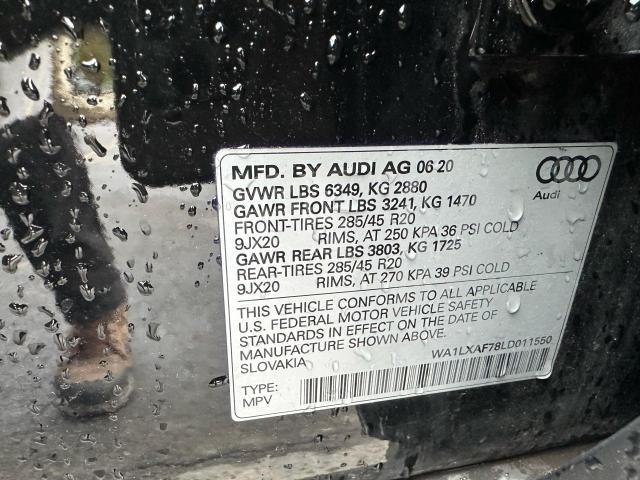 MFD. BY AUDI AG 06 20
GVWR LBS 6349, KG 2880
GAWR FRONT LBS 3241, KG 1470
FRONT-TIRES 285/45 R20
9JX20 RIMS, AT 250 KPA 36 PSI COLD
GAWR REAR LBS 3803, KG 1725
REAR-TIRES 285/45 R20
9JX20 RIMS, AT 270 KPA 39 PSI COLD
Audi
THIS VEHICLE CONFORMS TO ALL APPLICABLE
U.S. FEDERAL MOTOR VEHICLE SAFETY
STANDARDS IN EFFECT ON THE DATE OF
MANUFACTURE SHOWN ABOVE.
SLOVAKIA
WA1LXAF78LD011550
TYPE:
MPV